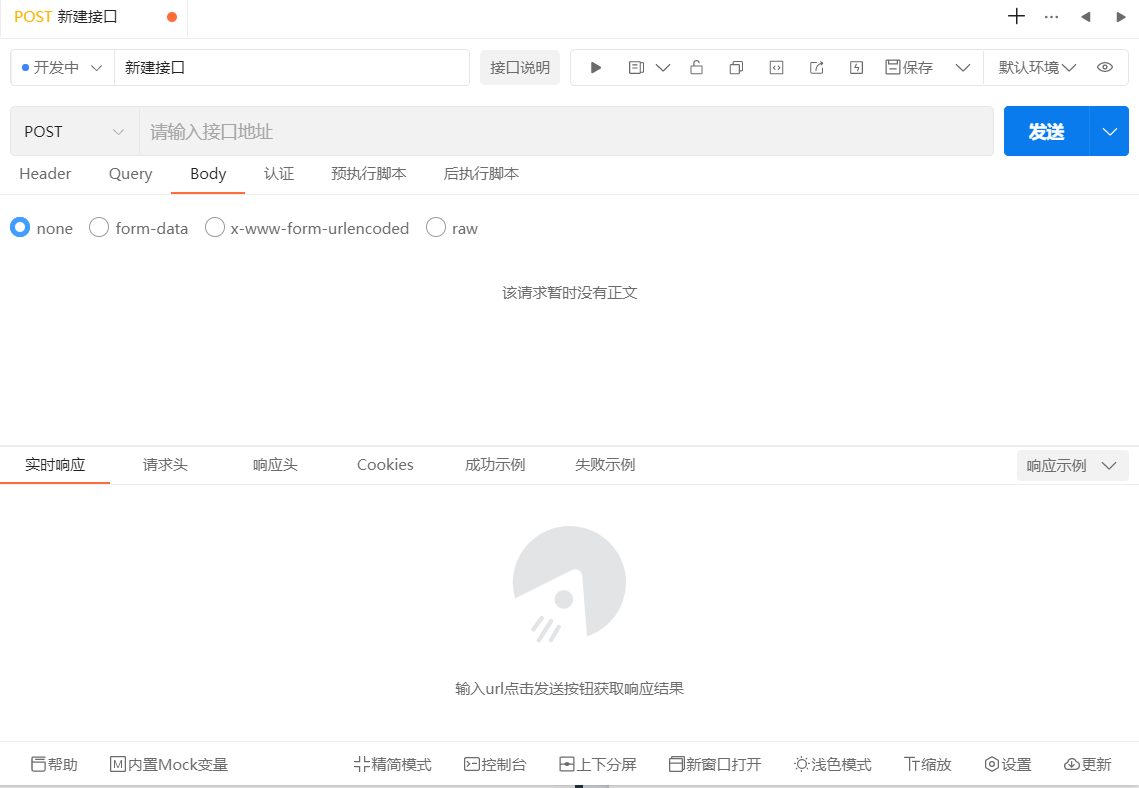 POST 新建接口
开发中 新建接口 接口说明 保存 默认环境
POST 请输入接口地址 发送
Header Query Body 认证 预执行脚本 后执行脚本
none form-data x-www-form-urlencoded raw
该请求暂时没有正文
实时响应 请求头 响应头 Cookies 成功示例 失败示例 响应示例
输入url点击发送按钮获取响应结果
帮助 M内置Mock变量 精简模式 控制台 上下分屏 新窗口打开 浅色模式 Tr缩放 设置 更新